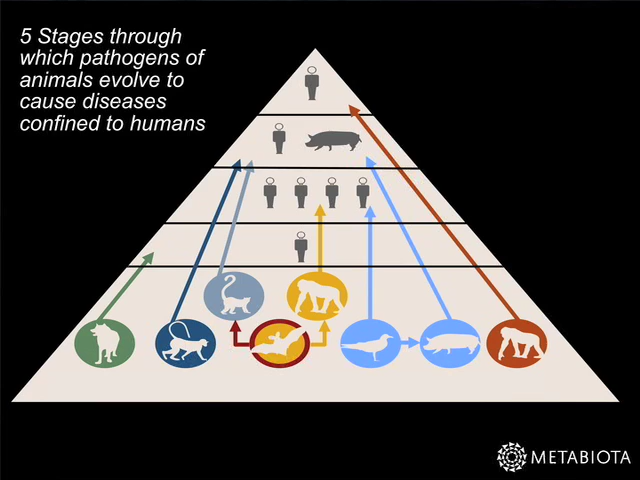 5 Stages through
which pathogens of
animals evolve to
cause diseases
confined to humans
METABIOTA